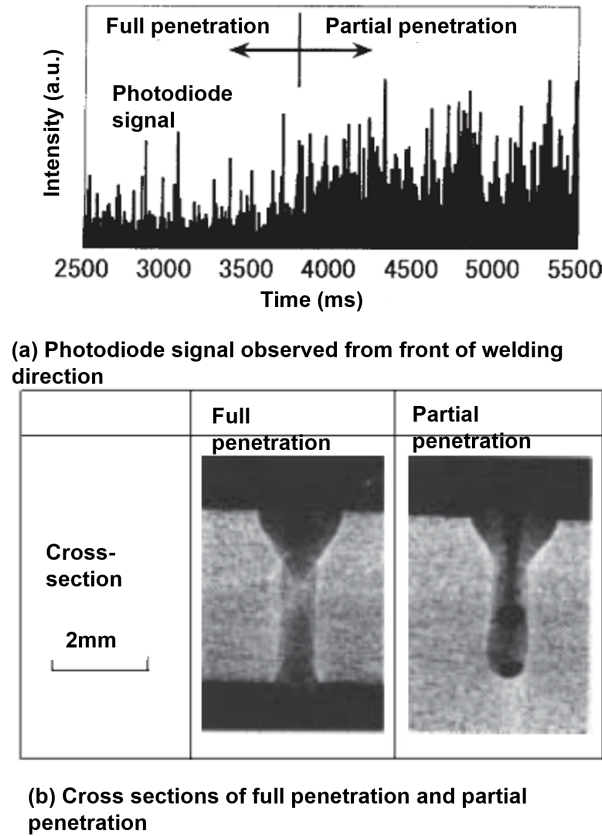 Full penetration
Partial penetration
Photodiode
signal
Intensity (a.u.)
2500 3000 3500 4000 4500 5000 5500
Time (ms)
(a) Photodiode signal observed from front of welding
direction
Full
penetration
Partial
penetration
Cross-
section
2mm
(b) Cross sections of full penetration and partial
penetration